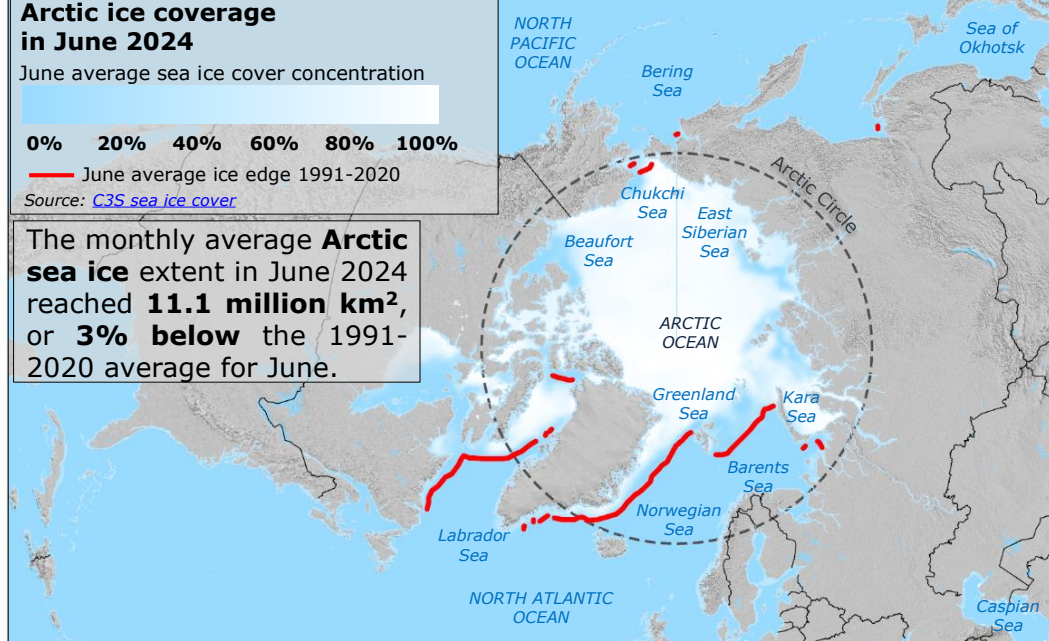 Arctic ice coverage
in June 2024
June average sea ice cover concentration
0% 20% 40% 60% 80% 100%
June average ice edge 1991-2020
Source: C3S sea ice cover
The monthly average Arctic
sea ice extent in June 2024
reached 11.1 million km²,
or 3% below the 1991-
2020 average for June.
NORTH
PACIFIC
OCEAN
Sea of
Okhotsk
Bering
Sea
Arctic Circle
Chukchi
Sea
East
Siberian
Sea
Beaufort
Sea
ARCTIC
OCEAN
Greenland
Sea
Kara
Sea
Barents
Sea
Norwegian
Sea
Labrador
Sea
NORTH ATLANTIC
OCEAN
Caspian
Sea